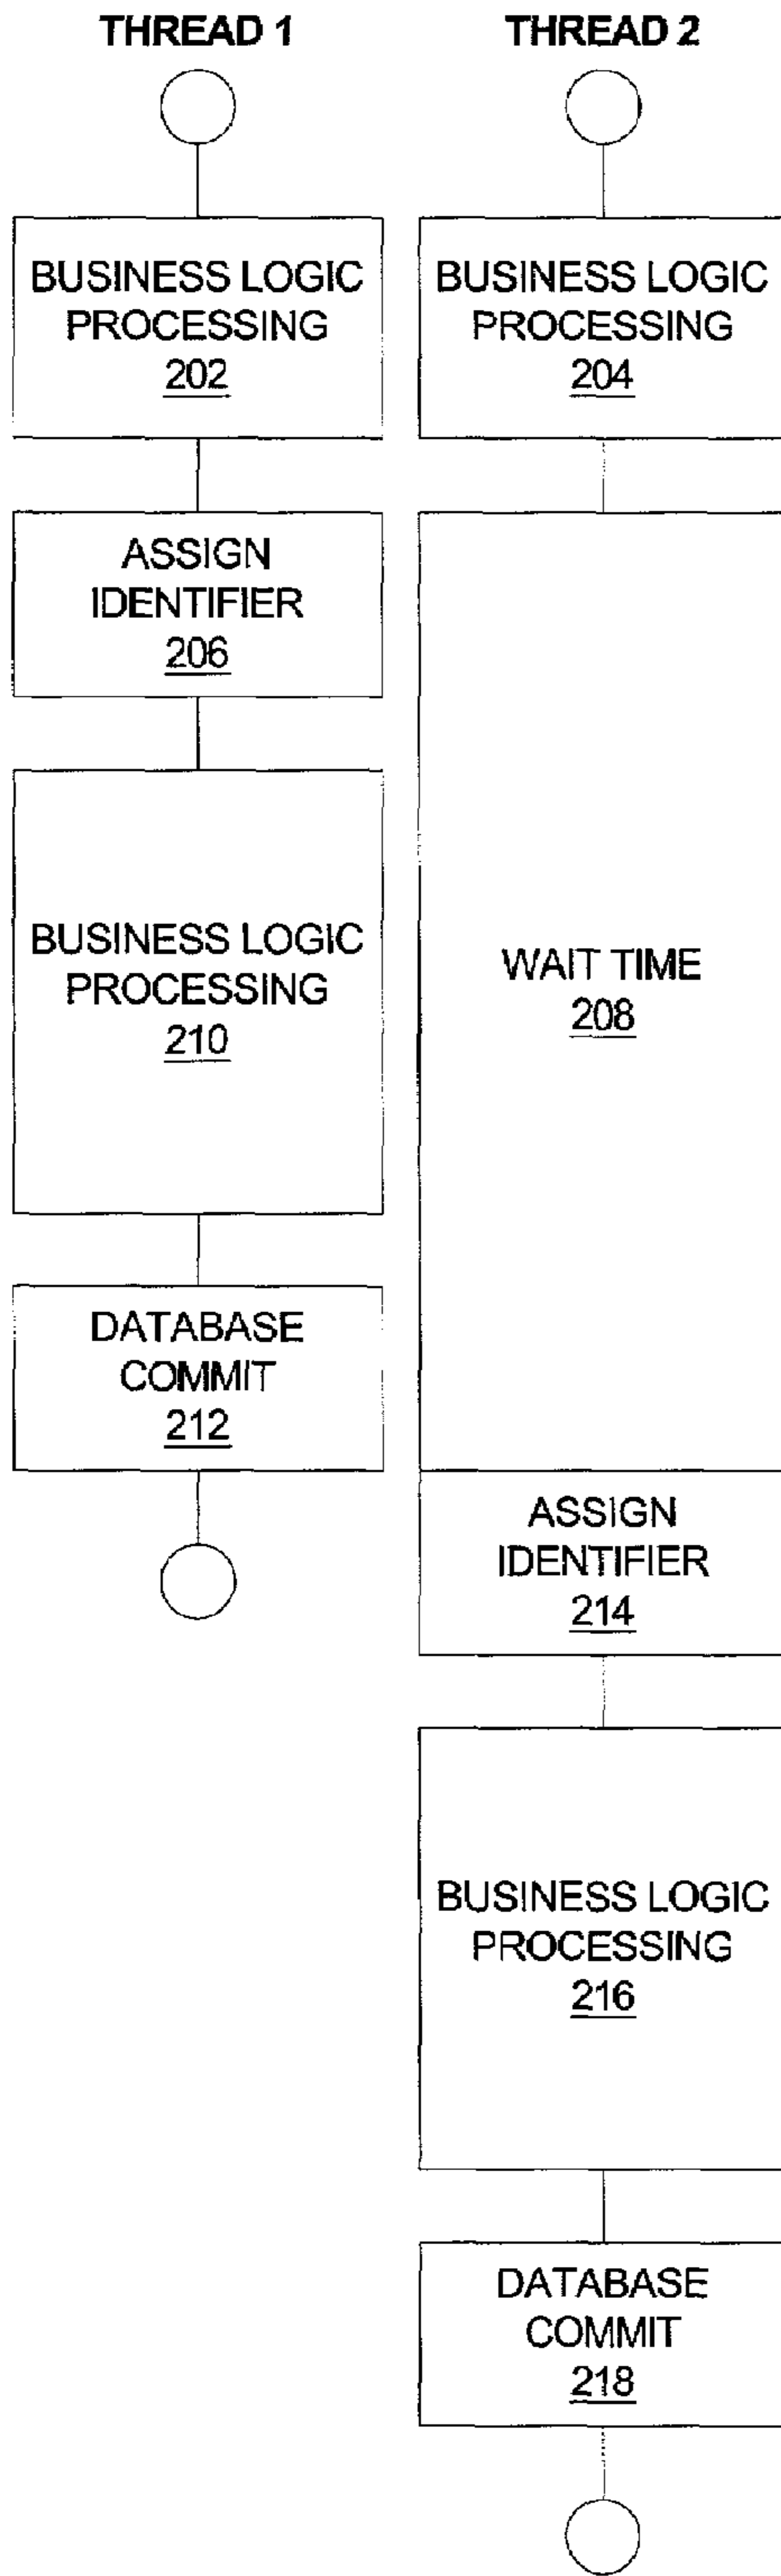 THREAD 1
THREAD 2
BUSINESS LOGIC
PROCESSING
202
BUSINESS LOGIC
PROCESSING
204
ASSIGN
IDENTIFIER
206
BUSINESS LOGIC
PROCESSING
210
WAIT TIME
208
DATABASE
COMMIT
212
ASSIGN
IDENTIFIER
214
BUSINESS LOGIC
PROCESSING
216
DATABASE
COMMIT
218